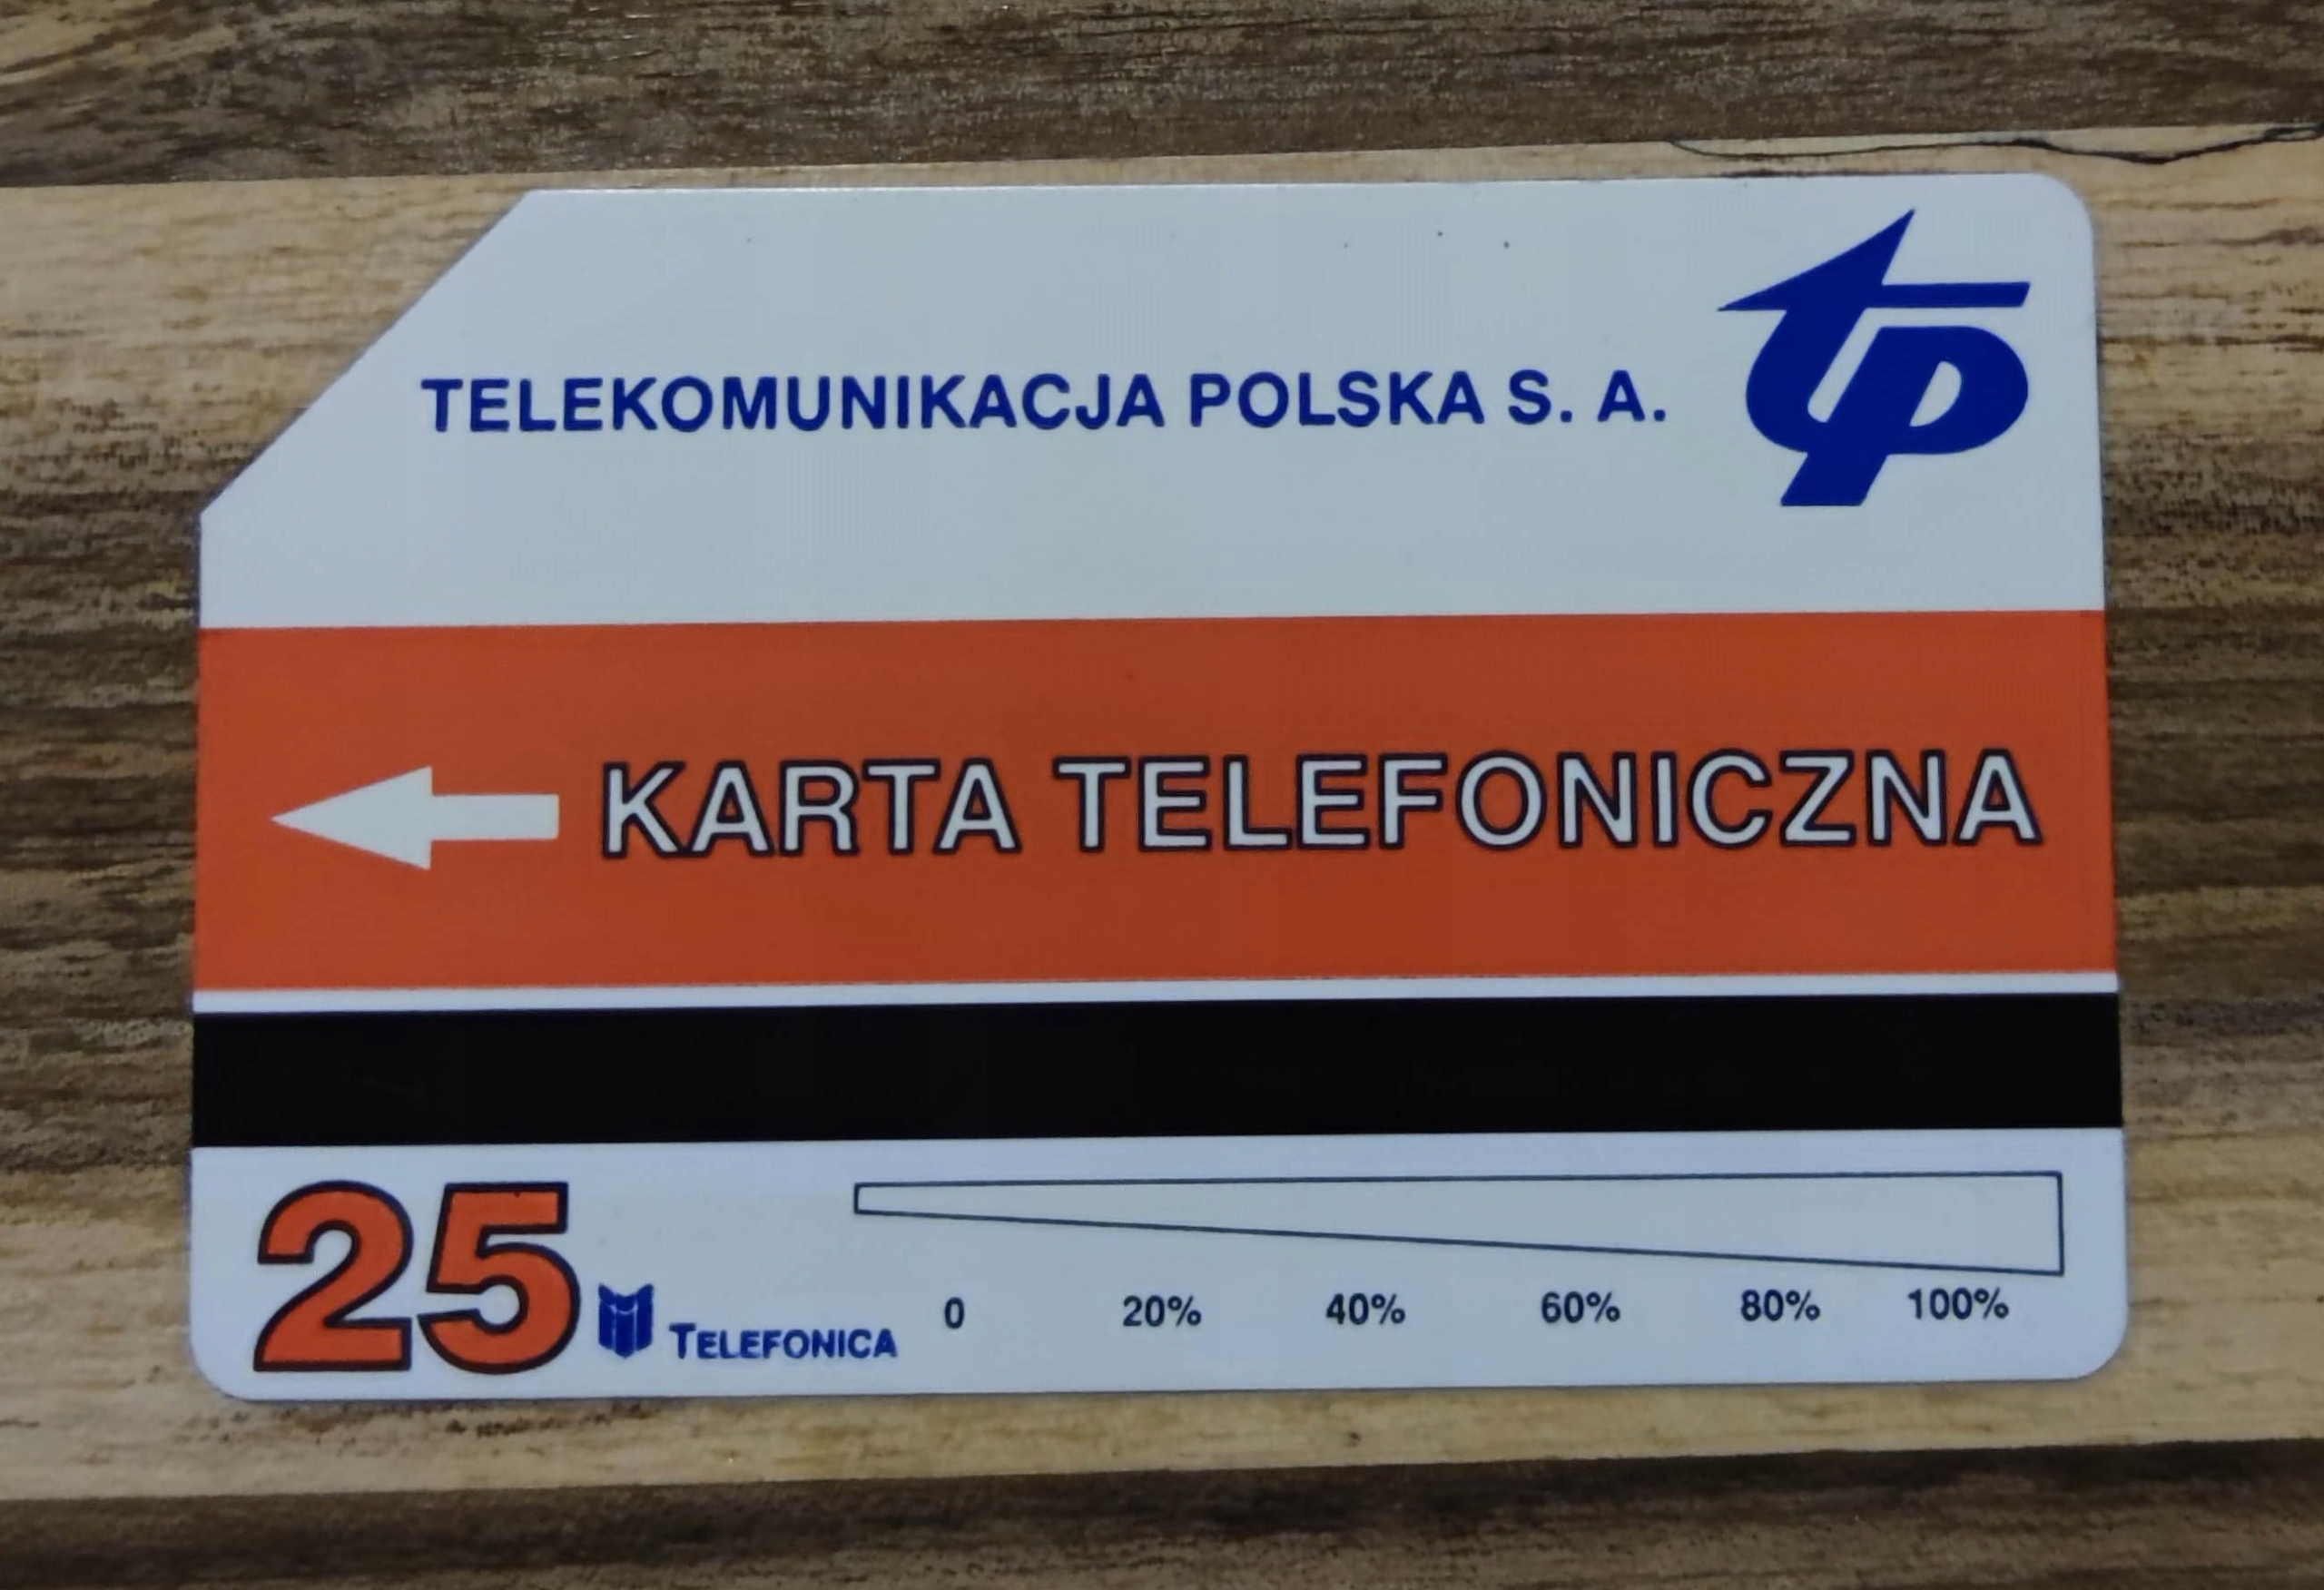 TELEKOMUNIKACJA POLSKA S. A.
tp
KARTA TELEFONICZNA
25
TELEFONICA
0 20% 40% 60% 80% 100%